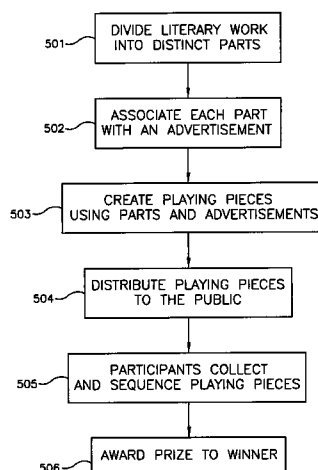 501
DIVIDE LITERARY WORK
INTO DISTINCT PARTS
502
ASSOCIATE EACH PART
WITH AN ADVERTISEMENT
503
CREATE PLAYING PIECES
USING PARTS AND ADVERTISEMENTS
504
DISTRIBUTE PLAYING PIECES
TO THE PUBLIC
505
PARTICIPANTS COLLECT
AND SEQUENCE PLAYING PIECES
506
AWARD PRIZE TO WINNER